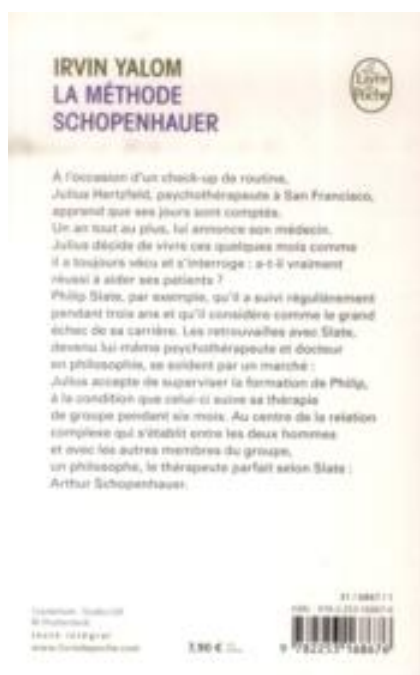 IRVIN YALOM
LA MÉTHODE
SCHOPENHAUER
Le Livre
de Poche
À l'occasion d'un check-up de routine,
Julius Hertzfeld, psychothérapeute à San Francisco,
apprend que ses jours sont comptés.
Un an tout au plus, lui annonce son médecin.
Julius décide de vivre ces quelques mois comme
il a toujours vécu et s'interroge : a-t-il vraiment
réussi à aider ses patients ?
Philip Slate, par exemple, qu'il a suivi régulièrement
pendant trois ans et qu'il considère comme le grand
échec de sa carrière. Les retrouvailles avec Slate,
devenu lui-même psychothérapeute et docteur
en philosophie, se soldent par un marché :
Julius accepte de superviser la formation de Philip,
à la condition que celui-ci suive sa thérapie
de groupe pendant six mois. Au centre de la relation
complexe qui s'établit entre les deux hommes
et avec les autres membres du groupe,
un philosophe, le thérapeute parfait selon Slate :
Arthur Schopenhauer.
texte intégral
www.livredepoche.com
7,90 €
9 782253 168676